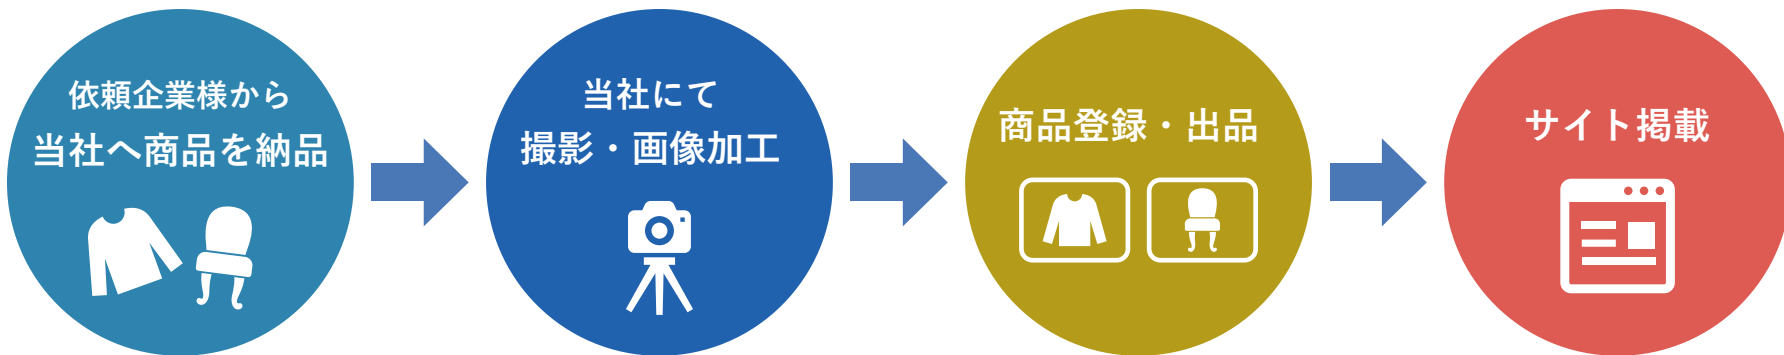 依頼企業様から
当社へ商品を納品
当社にて
撮影・画像加工
商品登録・出品
サイト掲載